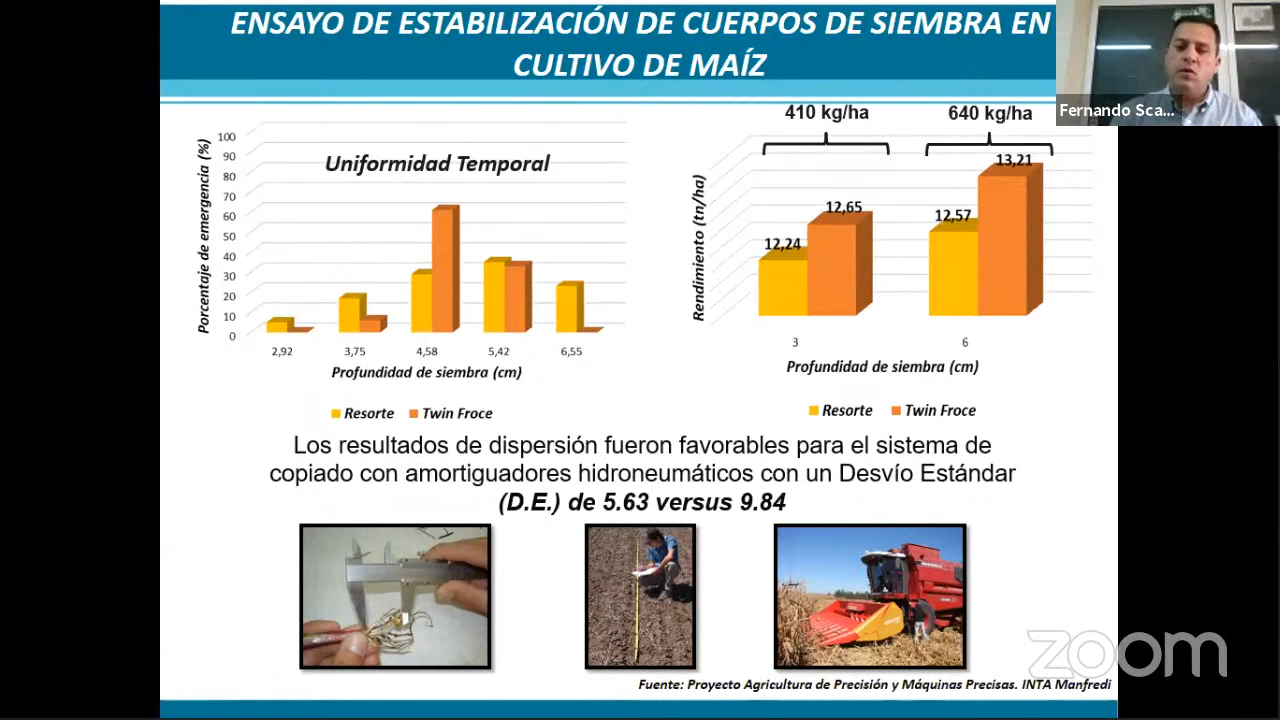 ENSAYO DE ESTABILIZACIÓN DE CUERPOS DE SIEMBRA EN
CULTIVO DE MAÍZ
Fernando Sca...
Uniformidad Temporal
Porcentaje de emergencia (%)
100
90
80
70
60
50
40
30
20
10
0
2,92 3,75 4,58 5,42 6,55
Profundidad de siembra (cm)
Resorte Twin Froce
410 kg/ha 640 kg/ha
Rendimiento (tn/ha)
12,24 12,65 12,57 13,21
3 6
Profundidad de siembra (cm)
Resorte Twin Froce
Los resultados de dispersión fueron favorables para el sistema de
copiado con amortiguadores hidroneumáticos con un Desvío Estándar
(D.E.) de 5.63 versus 9.84
zoom
Fuente: Proyecto Agricultura de Precisión y Máquinas Precisas. INTA Manfredi